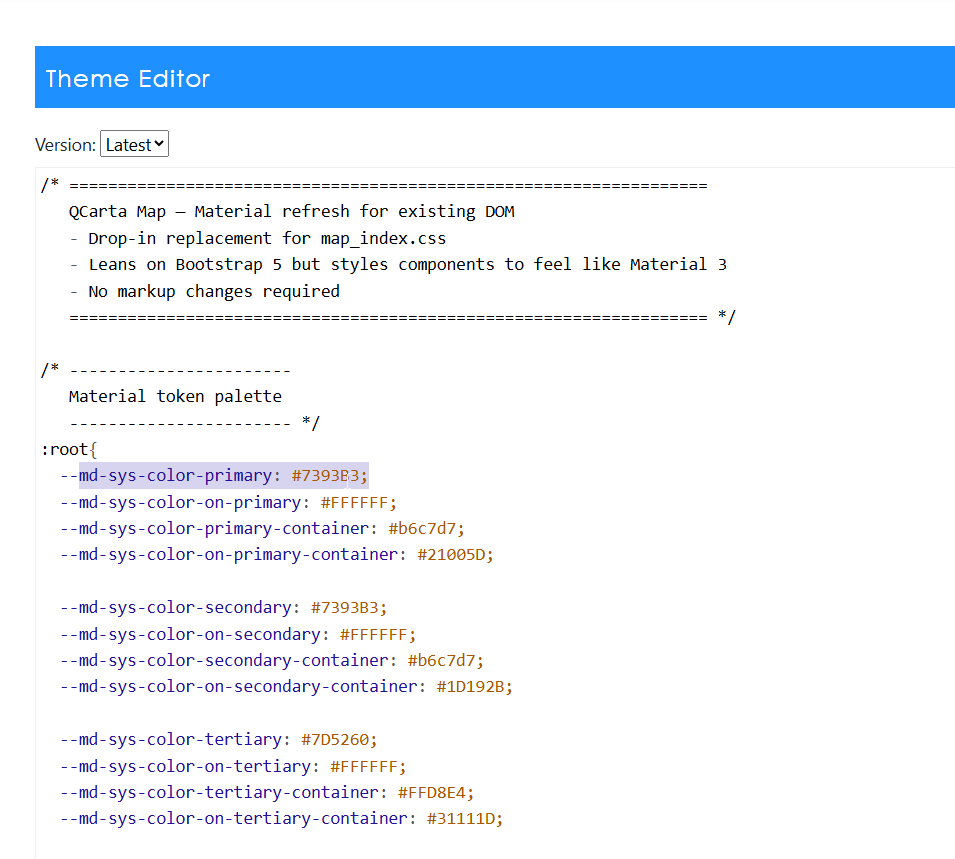 Theme Editor
Version: Latest
/* ==================================================================
QCarta Map — Material refresh for existing DOM
- Drop-in replacement for map_index.css
- Leans on Bootstrap 5 but styles components to feel like Material 3
- No markup changes required
================================================================== */
/* -----------------------
Material token palette
----------------------- */
:root{
--md-sys-color-primary: #7393B3;
--md-sys-color-on-primary: #FFFFFF;
--md-sys-color-primary-container: #b6c7d7;
--md-sys-color-on-primary-container: #21005D;
--md-sys-color-secondary: #7393B3;
--md-sys-color-on-secondary: #FFFFFF;
--md-sys-color-secondary-container: #b6c7d7;
--md-sys-color-on-secondary-container: #1D192B;
--md-sys-color-tertiary: #7D5260;
--md-sys-color-on-tertiary: #FFFFFF;
--md-sys-color-tertiary-container: #FFD8E4;
--md-sys-color-on-tertiary-container: #31111D;